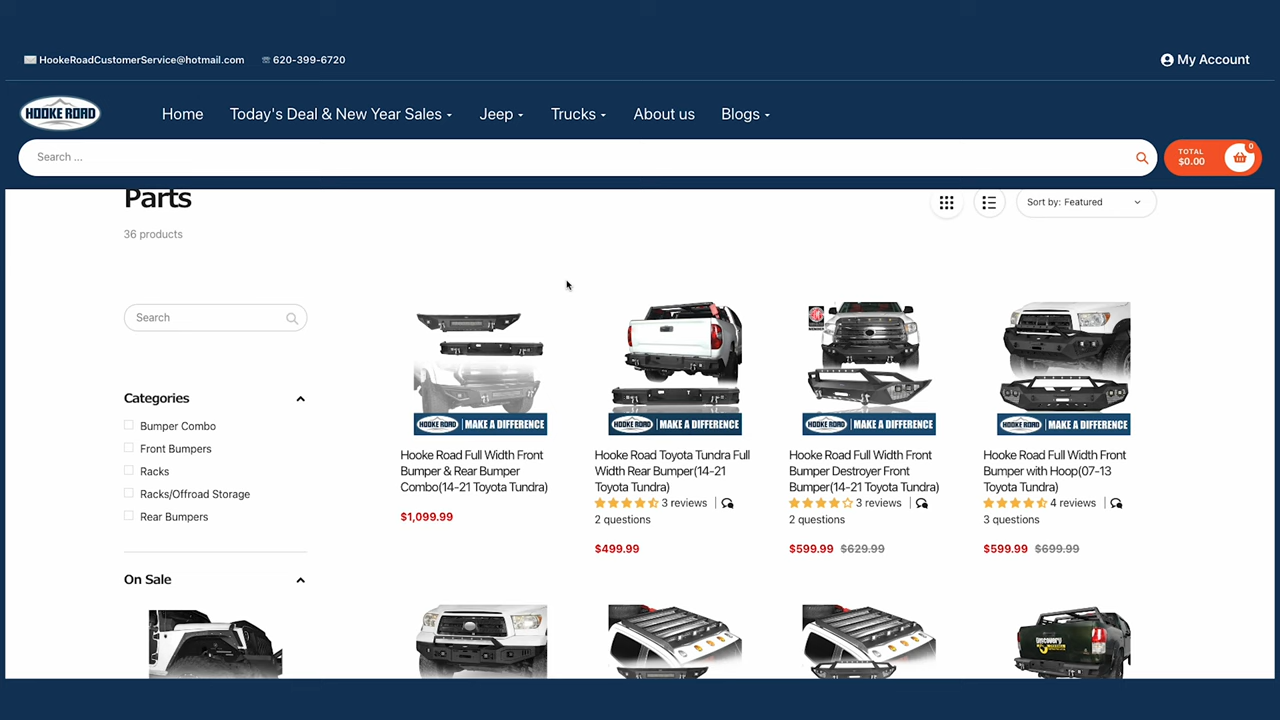 HookeRoadCustomerService@hotmail.com
620-399-6720
My Account
HOOKE ROAD
Home
Today's Deal & New Year Sales
Jeep
Trucks
About us
Blogs
Search ...
TOTAL
$0.00
0
Parts
36 products
Sort by: Featured
Search
Categories
Bumper Combo
Front Bumpers
Racks
Racks/Offroad Storage
Rear Bumpers
On Sale
HOOKE ROAD MAKE A DIFFERENCE
Hooke Road Full Width Front
Bumper & Rear Bumper
Combo(14-21 Toyota Tundra)
$1,099.99
HOOKE ROAD MAKE A DIFFERENCE
Hooke Road Toyota Tundra Full
Width Rear Bumper(14-21
Toyota Tundra)
3 reviews
2 questions
$499.99
HOOKE ROAD MAKE A DIFFERENCE
Hooke Road Full Width Front
Bumper Destroyer Front
Bumper(14-21 Toyota Tundra)
3 reviews
2 questions
$599.99 $629.99
HOOKE ROAD MAKE A DIFFERENCE
Hooke Road Full Width Front
Bumper with Hoop(07-13
Toyota Tundra)
4 reviews
3 questions
$599.99 $699.99